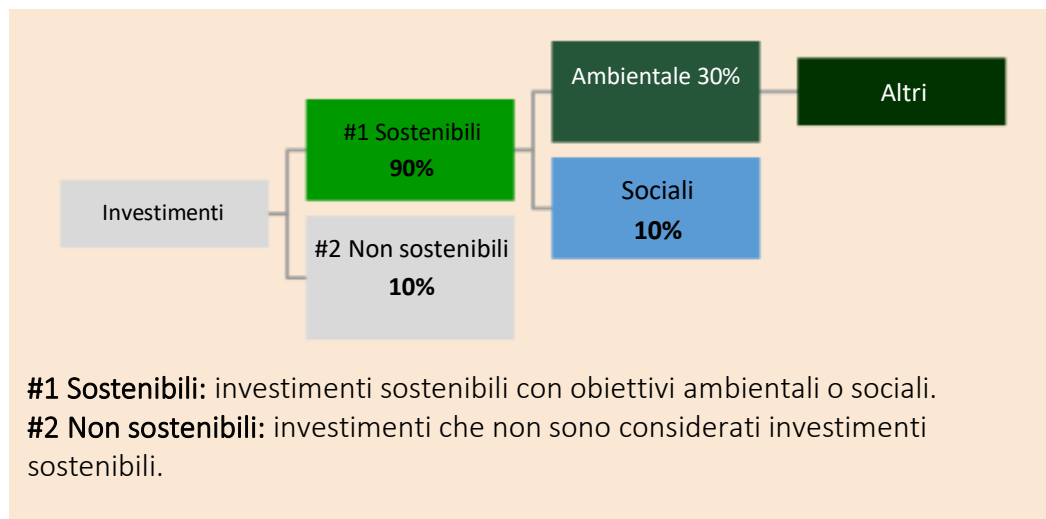 Investimenti
#1 Sostenibili
90%
#2 Non sostenibili
10%
Ambientale 30%
Sociali
10%
Altri
#1 Sostenibili: investimenti sostenibili con obiettivi ambientali o sociali.
#2 Non sostenibili: investimenti che non sono considerati investimenti
sostenibili.